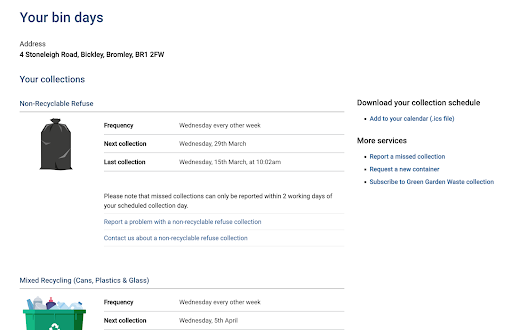 Your bin days
Address
4 Stoneleigh Road, Bickley, Bromley, BR1 2FW
Your collections
Non-Recyclable Refuse
Frequency Wednesday every other week
Next collection Wednesday, 29th March
Last collection Wednesday, 15th March, at 10:02am
Please note that missed collections can only be reported within 2 working days of
your scheduled collection day.
Report a problem with a non-recyclable refuse collection
Contact us about a non-recyclable refuse collection
Mixed Recycling (Cans, Plastics & Glass)
Frequency Wednesday every other week
Next collection Wednesday, 5th April
Download your collection schedule
Add to your calendar (.ics file)
More services
Report a missed collection
Request a new container
Subscribe to Green Garden Waste collection